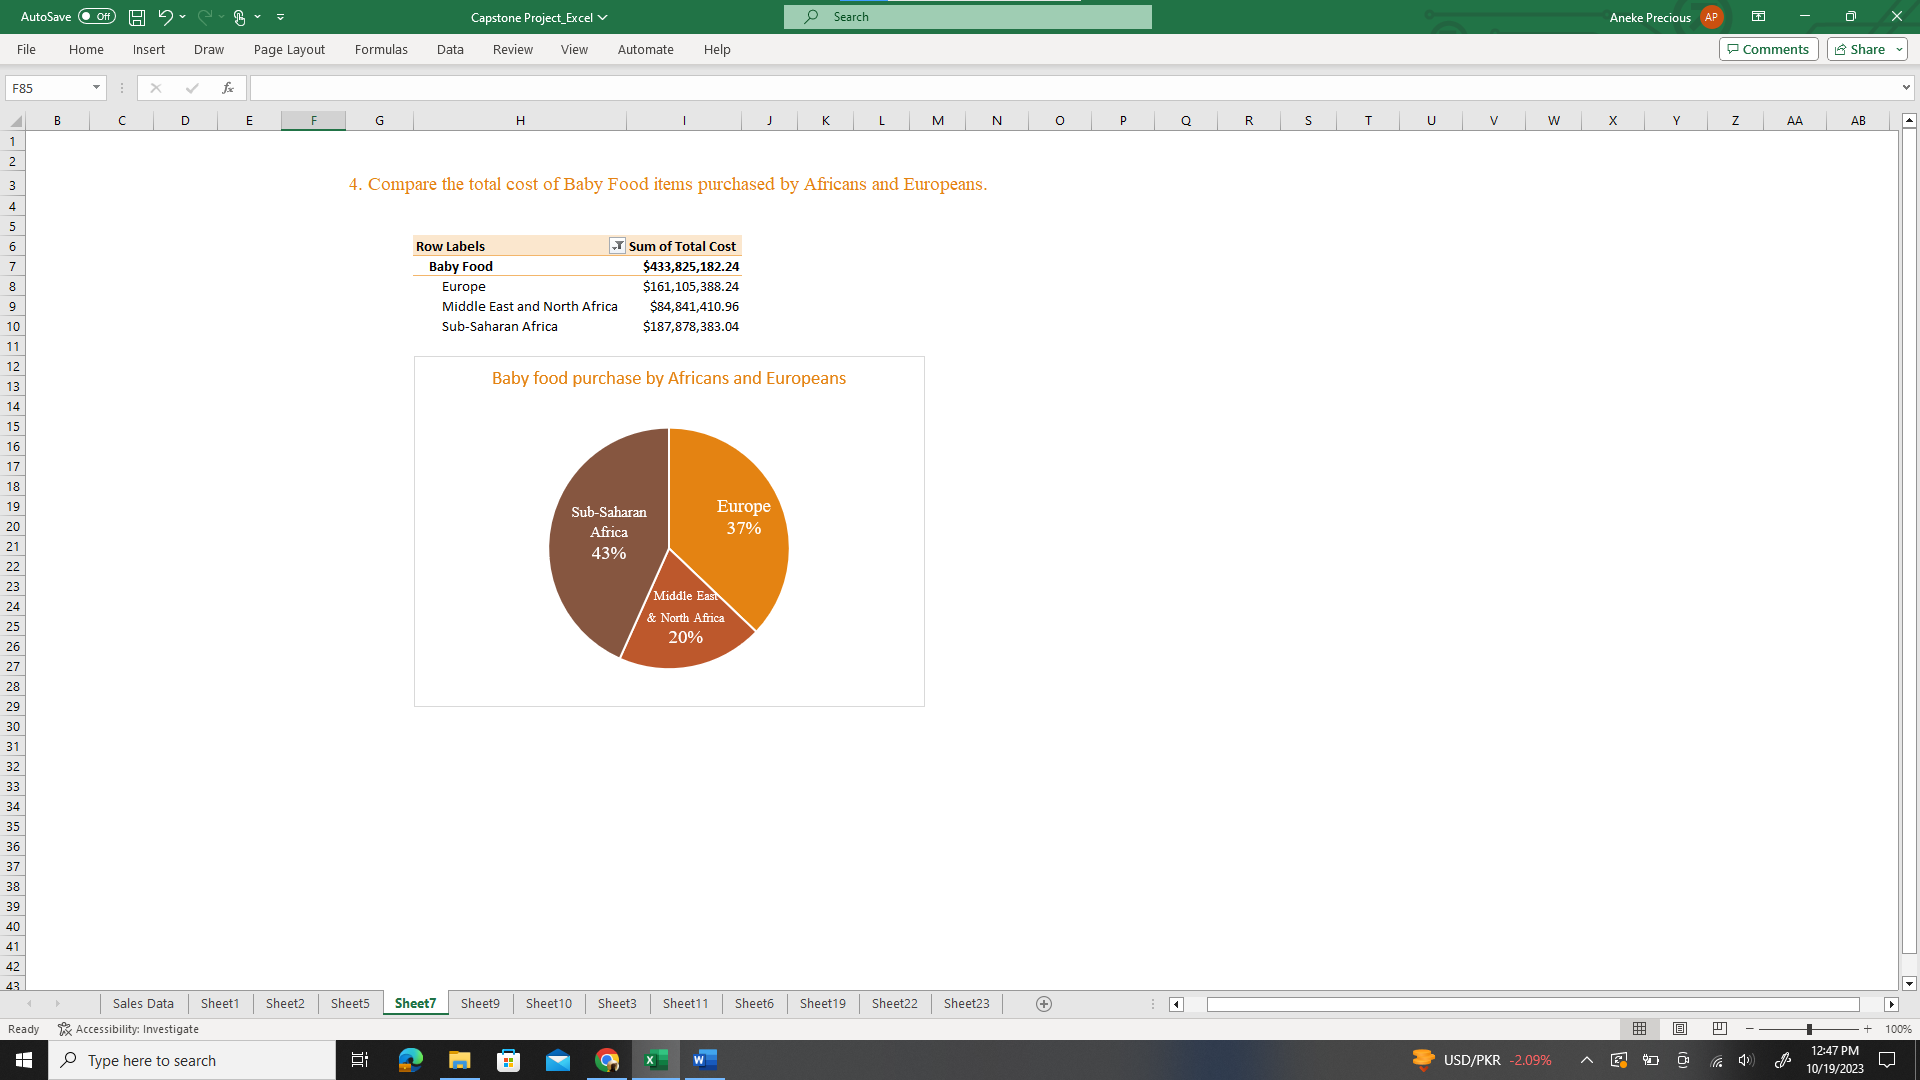 AutoSave Off Capstone Project_Excel Search Aneke Precious AP
File Home Insert Draw Page Layout Formulas Data Review View Automate Help Comments Share
F85 fx
B C D E F G H I J K L M N O P Q R S T U V W X Y Z AA AB
1
2
3 4. Compare the total cost of Baby Food items purchased by Africans and Europeans.
4
5
6 Row Labels Sum of Total Cost
7 Baby Food $433,825,182.24
8 Europe $161,105,388.24
9 Middle East and North Africa $84,841,410.96
10 Sub-Saharan Africa $187,878,383.04
11
12
13 Baby food purchase by Africans and Europeans
14
15
16
17
18
19
20
21
22
23
24
25
26
27
28
29
30
31
32
33
34
35
36
37
38
39
40
41
42
43
Sub-Saharan
Africa
43%
Europe
37%
Middle East
& North Africa
20%
Sales Data Sheet1 Sheet2 Sheet5 Sheet7 Sheet9 Sheet10 Sheet3 Sheet11 Sheet6 Sheet19 Sheet22 Sheet23
Ready Accessibility: Investigate 100%
Type here to search USD/PKR -2.09% 12:47 PM
10/19/2023